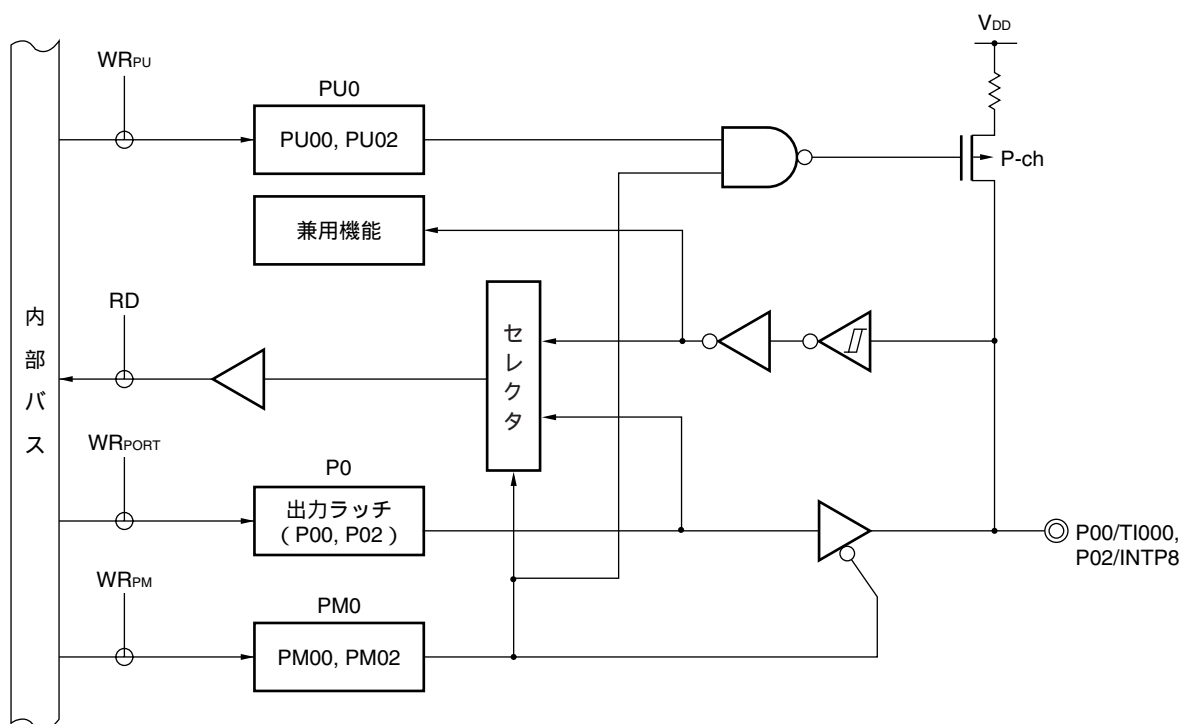 VDD
WRPU
PU0
PU00, PU02
P-ch
兼用機能
RD
内部バス
セレクタ
WRPORT
P0
出力ラッチ
（P00, P02）
P00/TI000,
P02/INTP8
WRPM
PM0
PM00, PM02